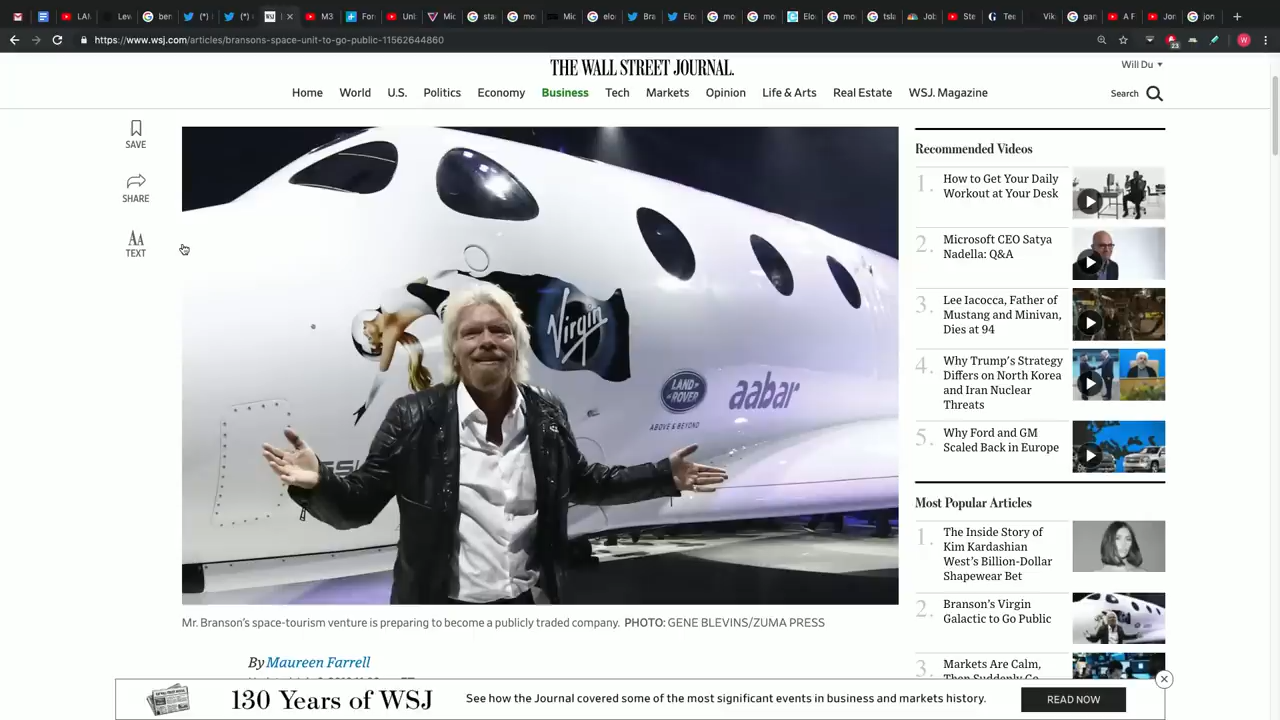 https://www.wsj.com/articles/bransons-space-unit-to-go-public-11562644860
THE WALL STREET JOURNAL.
Will Du
Home World U.S. Politics Economy Business Tech Markets Opinion Life & Arts Real Estate WSJ. Magazine
Search
SAVE
SHARE
AA
TEXT
Virgin
LAND ROVER
ABOVE & BEYOND
aabar
Mr. Branson's space-tourism venture is preparing to become a publicly traded company. PHOTO: GENE BLEVINS/ZUMA PRESS
By Maureen Farrell
Recommended Videos
1. How to Get Your Daily
Workout at Your Desk
2. Microsoft CEO Satya
Nadella: Q&A
3. Lee Iacocca, Father of
Mustang and Minivan,
Dies at 94
4. Why Trump's Strategy
Differs on North Korea
and Iran Nuclear
Threats
5. Why Ford and GM
Scaled Back in Europe
Most Popular Articles
1. The Inside Story of
Kim Kardashian
West's Billion-Dollar
Shapewear Bet
2. Branson's Virgin
Galactic to Go Public
3. Markets Are Calm,
130 Years of WSJ
See how the Journal covered some of the most significant events in business and markets history.
READ NOW